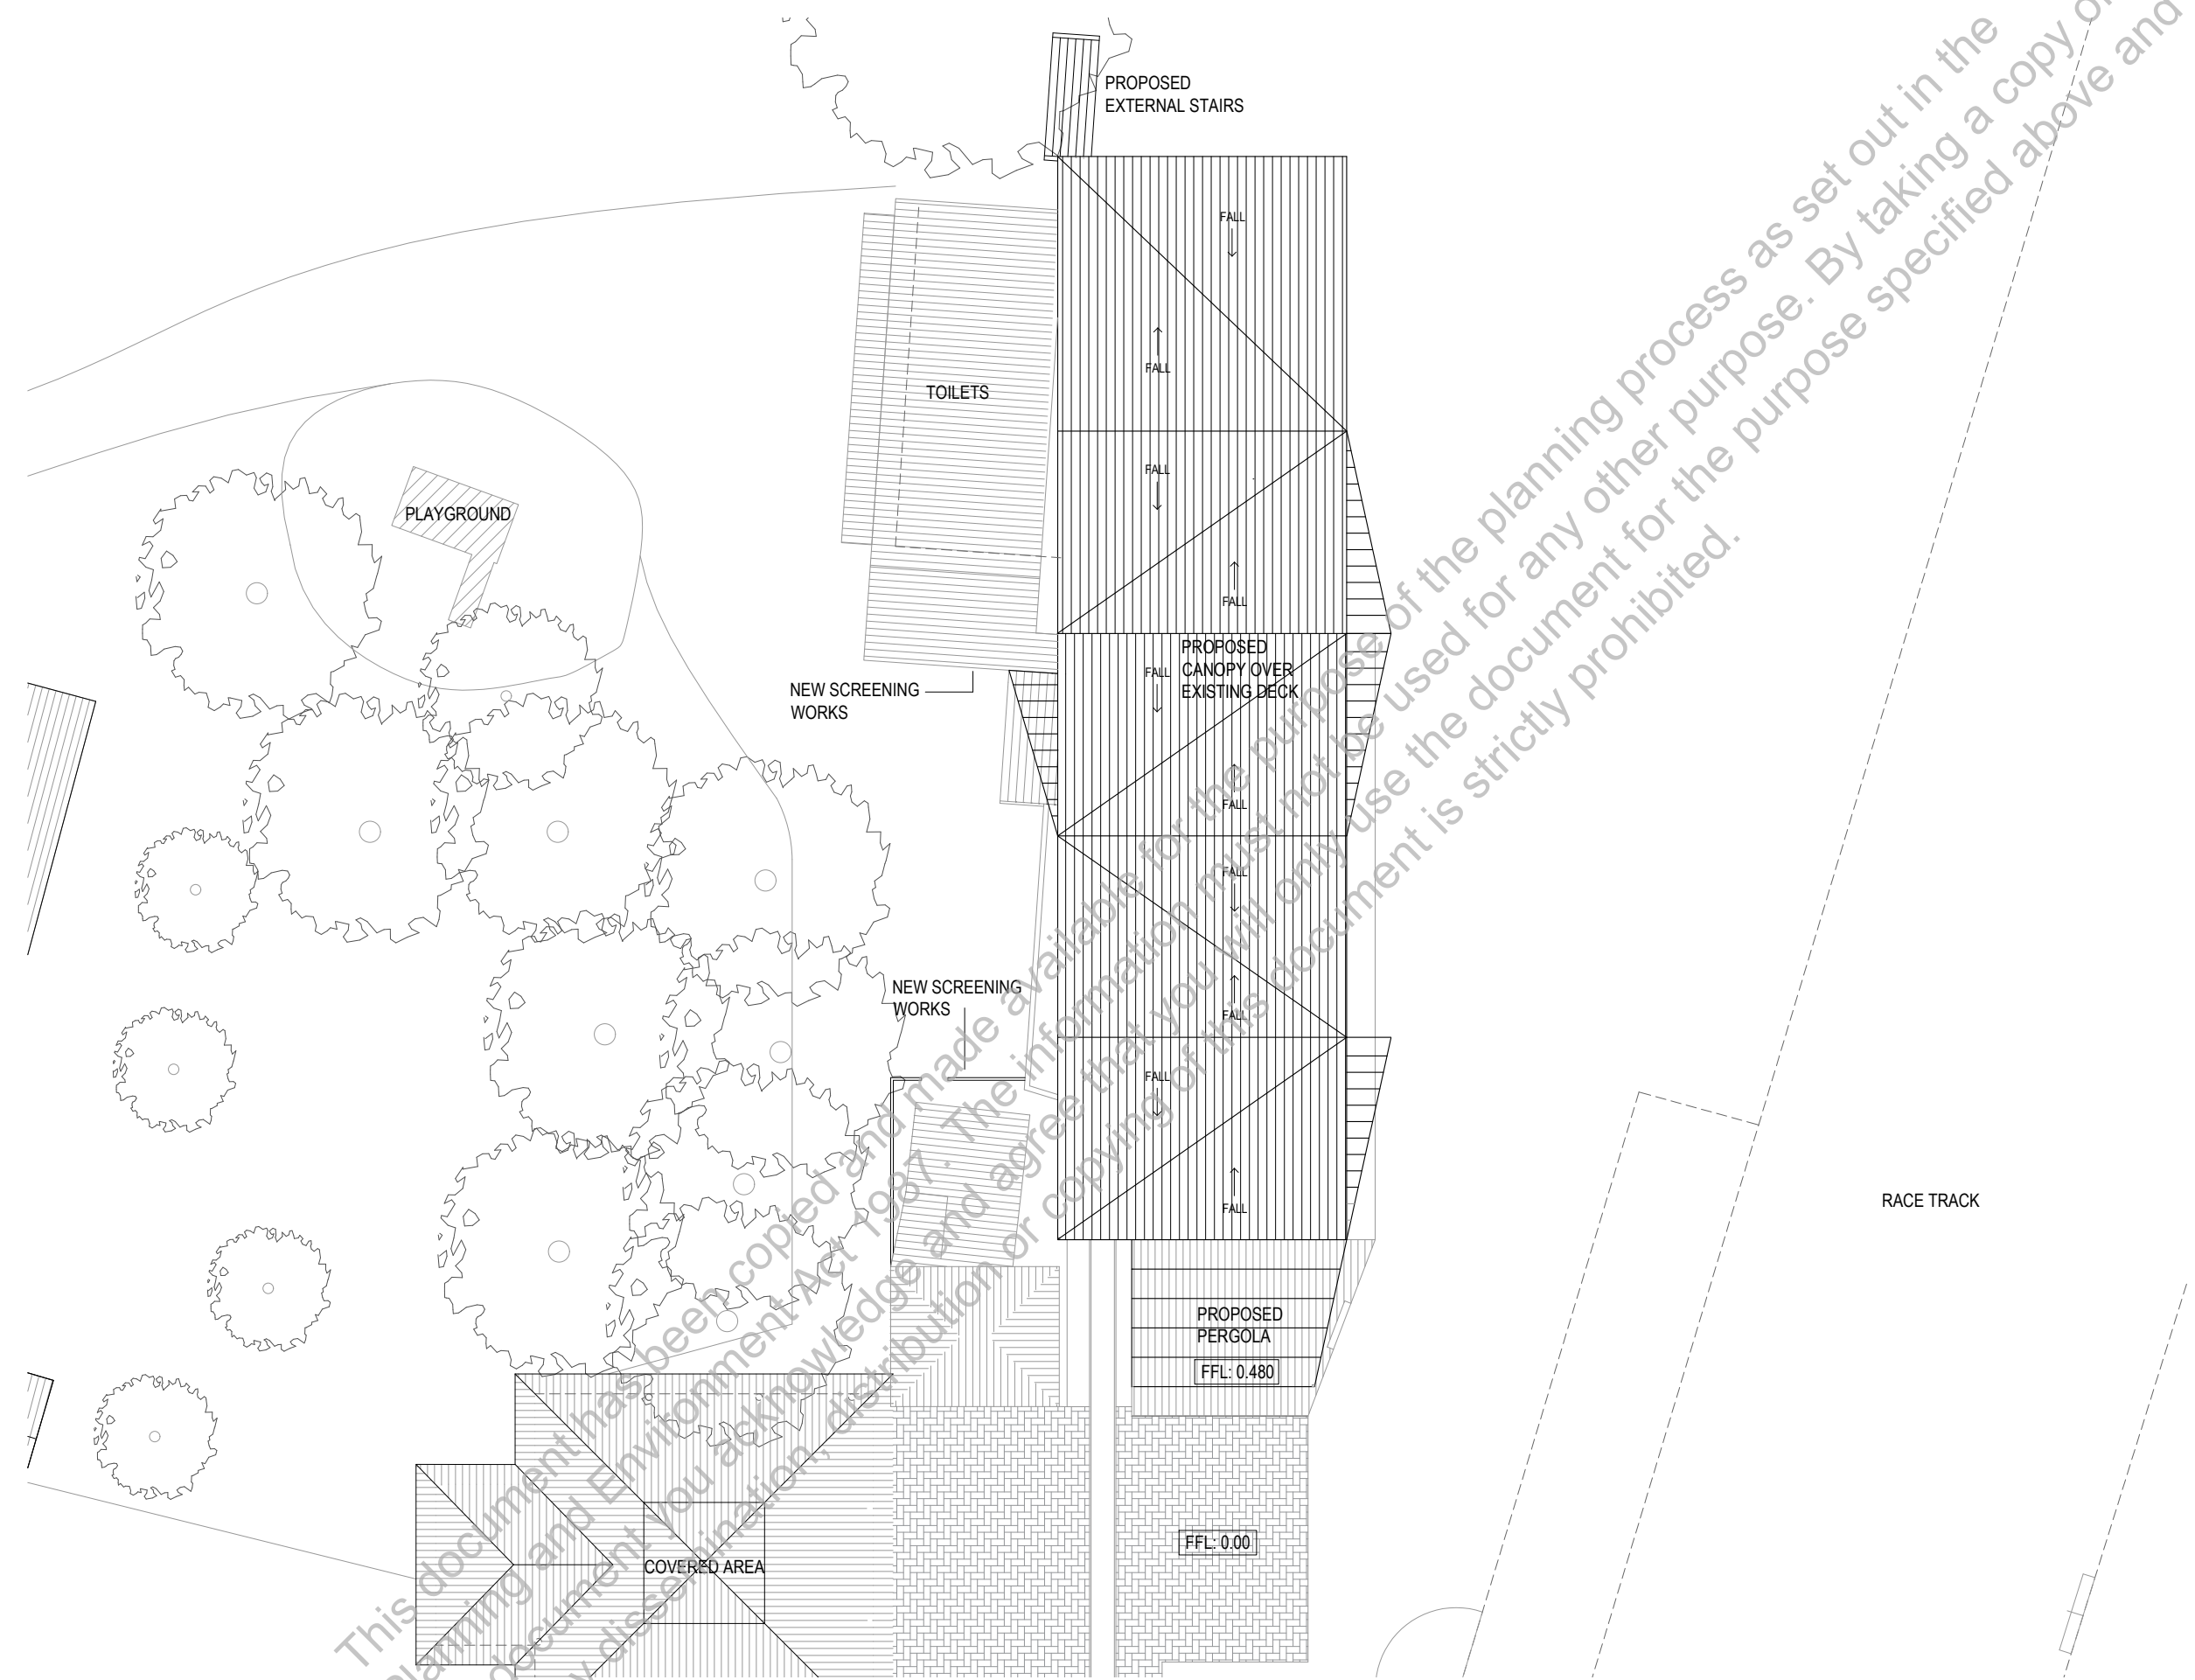 PROPOSED
EXTERNAL STAIRS
FALL
FALL
TOILETS
FALL
PLAYGROUND
FALL
PROPOSED
CANOPY OVER
EXISTING DECK
FALL
NEW SCREENING
WORKS
FALL
FALL
NEW SCREENING
WORKS
FALL
FALL
RACE TRACK
FALL
PROPOSED
PERGOLA
FFL: 0.480
FFL: 0.00
COVERED AREA
This document has been copied and made available for the purpose of the planning process as set out in the
Planning and Environment Act 1987. The information must not be used for any other purpose. By taking a copy of
document you acknowledge and agree that you will only use the document for the purpose specified above and
dissemination, distribution or copying of this document is strictly prohibited.